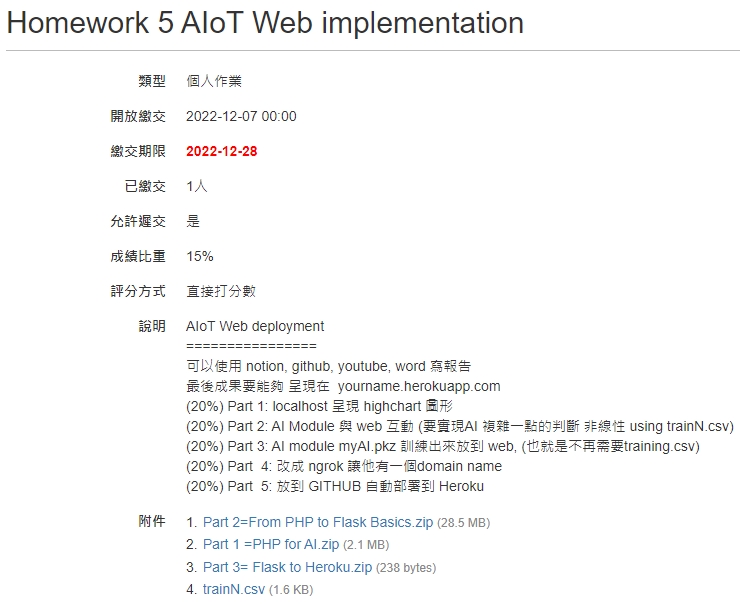 Homework 5 AIoT Web implementation
類型 個人作業
開放繳交 2022-12-07 00:00
繳交期限 2022-12-28
已繳交 1人
允許遲交 是
成績比重 15%
評分方式 直接打分數
說明 AIoT Web deployment
================
可以使用 notion, github, youtube, word 寫報告
最後成果要能夠 呈現在 yourname.herokuapp.com
(20%) Part 1: localhost 呈現 highchart 圖形
(20%) Part 2: AI Module 與 web 互動 (要實現AI 複雜一點的判斷 非線性 using trainN.csv)
(20%) Part 3: AI module myAI.pkz 訓練出來放到 web, (也就是不再需要training.csv)
(20%) Part 4: 改成 ngrok 讓他有一個domain name
(20%) Part 5: 放到 GITHUB 自動部署到 Heroku
附件 1. Part 2=From PHP to Flask Basics.zip (28.5 MB)
2. Part 1 =PHP for AI.zip (2.1 MB)
3. Part 3= Flask to Heroku.zip (238 bytes)
4. trainN.csv (1.6 KB)